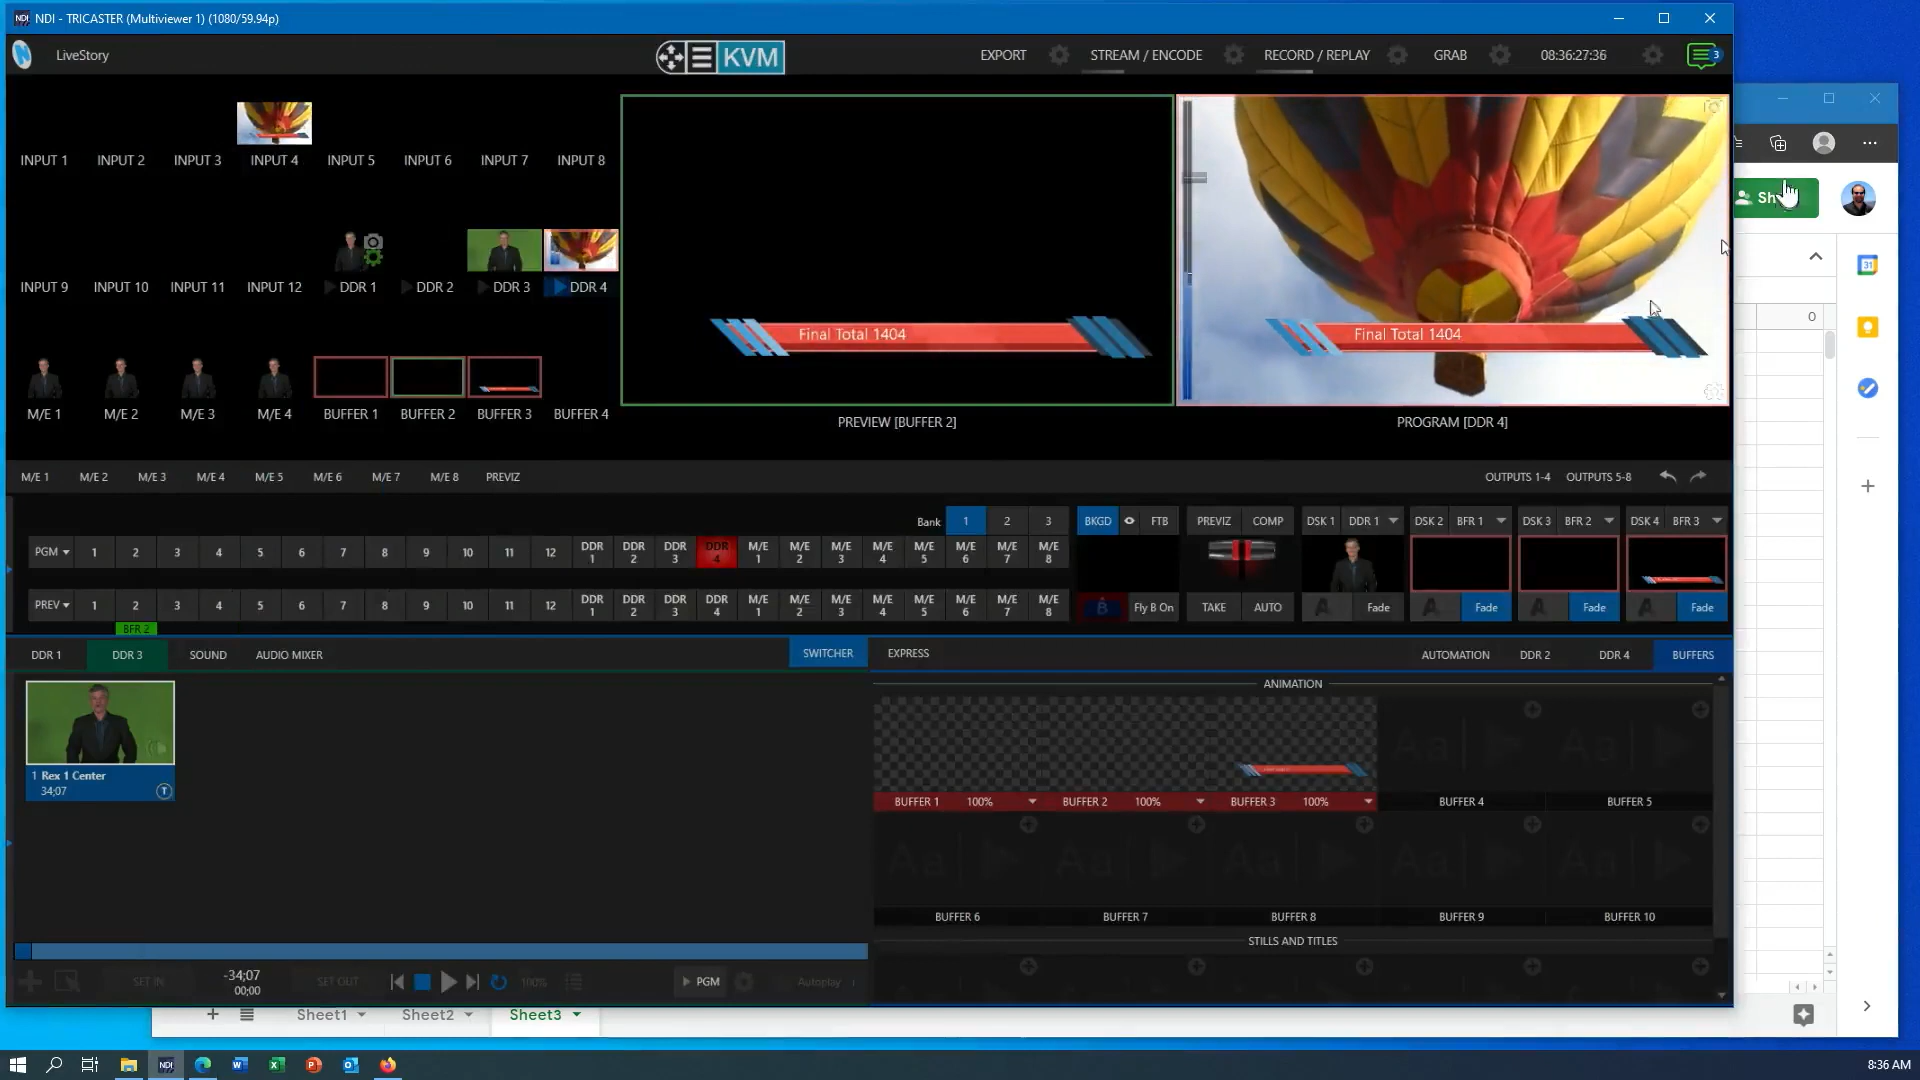 NDI - TRICASTER (Multiviewer 1) (1080/59.94p)
LiveStory
KVM
EXPORT
STREAM / ENCODE
RECORD / REPLAY
GRAB
08:36:27:36
3
INPUT 1
INPUT 2
INPUT 3
INPUT 4
INPUT 5
INPUT 6
INPUT 7
INPUT 8
INPUT 9
INPUT 10
INPUT 11
INPUT 12
DDR 1
DDR 2
DDR 3
DDR 4
M/E 1
M/E 2
M/E 3
M/E 4
BUFFER 1
BUFFER 2
BUFFER 3
BUFFER 4
Final Total 1404
PREVIEW [BUFFER 2]
Final Total 1404
PROGRAM [DDR 4]
M/E 1
M/E 2
M/E 3
M/E 4
M/E 5
M/E 6
M/E 7
M/E 8
PREVIZ
OUTPUTS 1-4
OUTPUTS 5-8
Bank
1
2
3
PGM
1
2
3
4
5
6
7
8
9
10
11
12
DDR 1
DDR 2
DDR 3
DDR 4
M/E 1
M/E 2
M/E 3
M/E 4
M/E 5
M/E 6
M/E 7
M/E 8
PREV
1
2
3
4
5
6
7
8
9
10
11
12
DDR 1
DDR 2
DDR 3
DDR 4
M/E 1
M/E 2
M/E 3
M/E 4
M/E 5
M/E 6
M/E 7
M/E 8
BFR 2
BKGD
FTB
PREVIZ
COMP
DSK 1
DDR 1
DSK 2
BFR 1
DSK 3
BFR 2
DSK 4
BFR 3
B
Fly B On
TAKE
AUTO
Fade
Fade
Fade
Fade
DDR 1
DDR 3
SOUND
AUDIO MIXER
SWITCHER
EXPRESS
AUTOMATION
DDR 2
DDR 4
BUFFERS
1 Rex 1 Center
34;07
T
ANIMATION
BUFFER 1
100%
BUFFER 2
100%
BUFFER 3
100%
BUFFER 4
BUFFER 5
BUFFER 6
BUFFER 7
BUFFER 8
BUFFER 9
BUFFER 10
STILLS AND TITLES
SET IN
-34;07
00;00
SET OUT
100%
PGM
Autoplay
Sh
31
0
Sheet1
Sheet2
Sheet3
8:36 AM